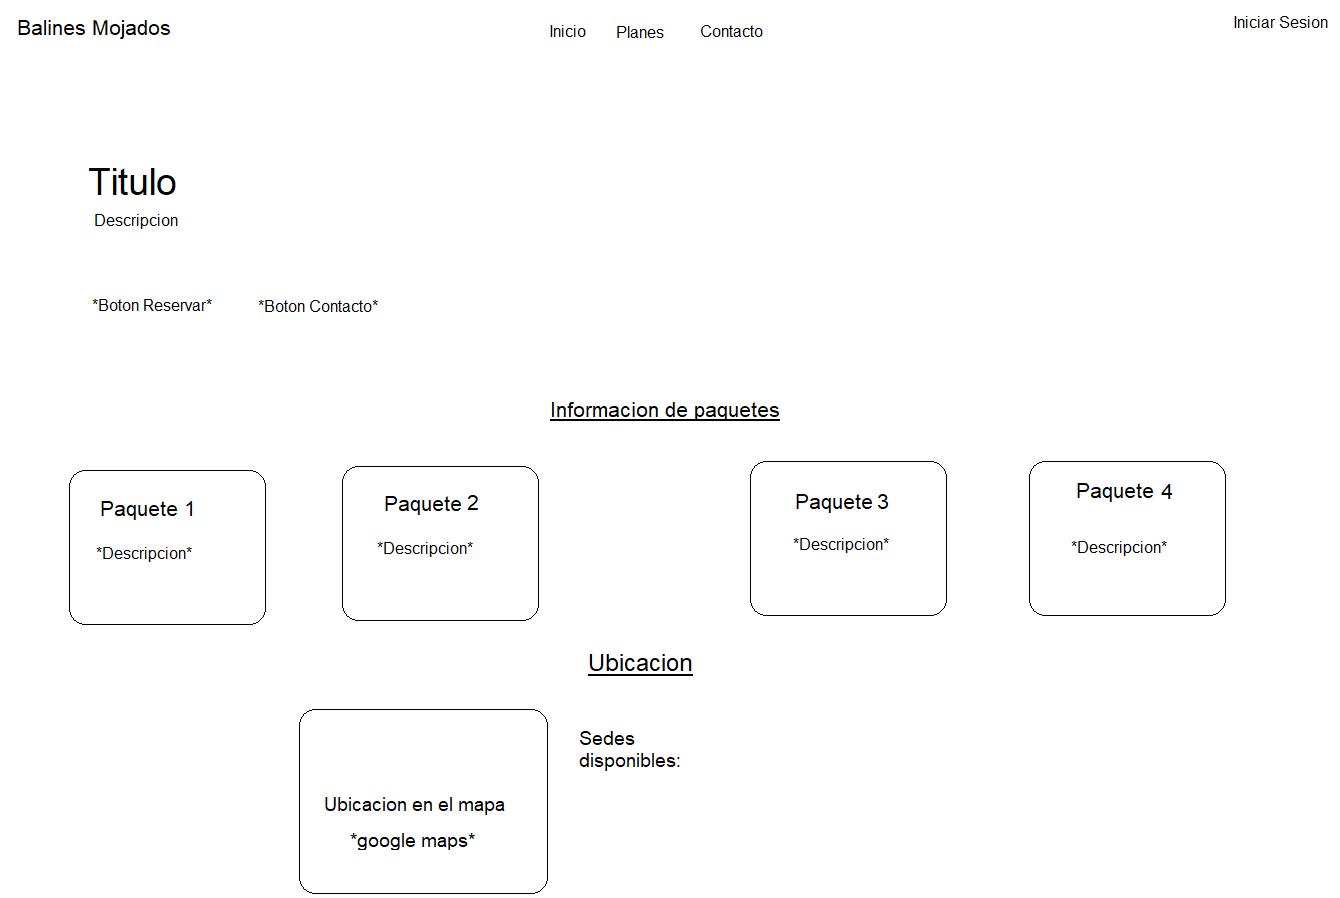 Balines Mojados
Inicio
Planes
Contacto
Iniciar Sesion
Titulo
Descripcion
*Boton Reservar*
*Boton Contacto*
Informacion de paquetes
Paquete 1
*Descripcion*
Paquete 2
*Descripcion*
Paquete 3
*Descripcion*
Paquete 4
*Descripcion*
Ubicacion
Ubicacion en el mapa
*google maps*
Sedes
disponibles: